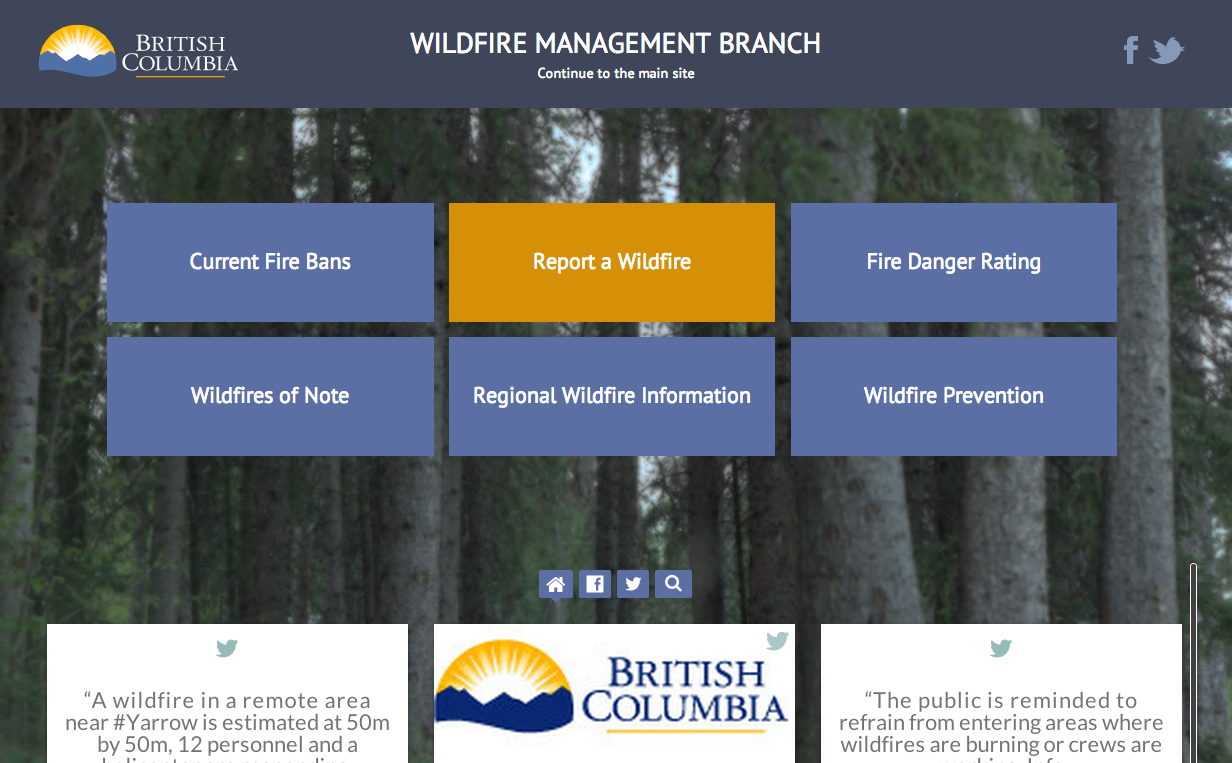 BRITISH
COLUMBIA
WILDFIRE MANAGEMENT BRANCH
Continue to the main site
Current Fire Bans
Report a Wildfire
Fire Danger Rating
Wildfires of Note
Regional Wildfire Information
Wildfire Prevention
“A wildfire in a remote area
near #Yarrow is estimated at 50m
by 50m, 12 personnel and a
BRITISH
COLUMBIA
“The public is reminded to
refrain from entering areas where
wildfires are burning or crews are